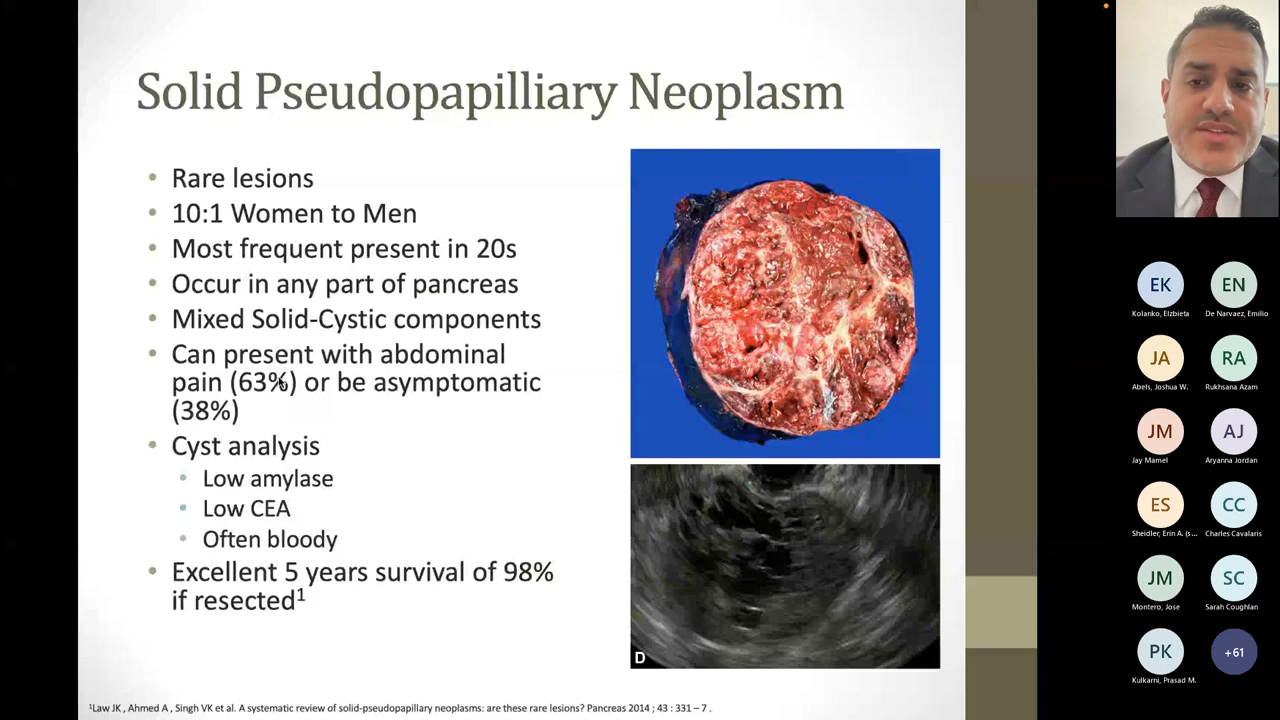 Solid Pseudopapilliary Neoplasm
• Rare lesions
• 10:1 Women to Men
• Most frequent present in 20s
• Occur in any part of pancreas
• Mixed Solid-Cystic components
• Can present with abdominal
pain (63%) or be asymptomatic
(38%)
• Cyst analysis
• Low amylase
• Low CEA
• Often bloody
• Excellent 5 years survival of 98%
if resected¹
D
¹Law JK , Ahmed A , Singh VK et al. A systematic review of solid-pseudopapillary neoplasms: are these rare lesions? Pancreas 2014 ; 43 : 331 – 7 .
EK
EN
Kolanko, Elzbieta
De Narvaez, Emilio
JA
RA
Abels, Joshua W.
Rukhsana Azam
JM
AJ
Jay Mamel
Aryanna Jordan
ES
CC
Sheidler, Erin A. (s...
Charles Cavalaris
JM
SC
Montero, Jose
Sarah Coughlan
PK
+61
Kulkarni, Prasad M.